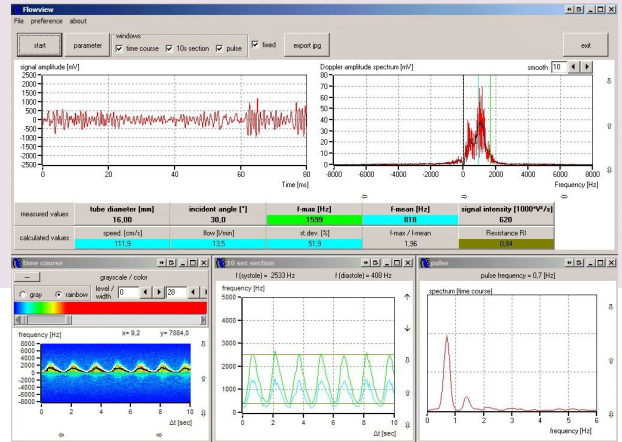 Flowview
File preference about
start parameter windows time course 10s section pulse fixed export jpg exit
signal amplitude [mV]
2500
2000
1500
1000
500
0
-500
-1000
-1500
-2000
-2500
0 20 40 60 80
Time [ms]
Doppler amplitude spectrum [mV] smooth 10
80
70
60
50
40
30
20
10
0
-8000 -6000 -4000 -2000 0 2000 4000 6000 8000
Frequency [Hz]
measured values
tube diameter [mm] incident angle [°] f-max [Hz] f-mean [Hz] signal intensity [1000*V²/s]
16,00 30,0 1599 818 620
calculated values
speed [cm/s] flow [l/min] st.dev. [%] f-max / f-mean Resistance RI
111,9 13,5 51,9 1,96 0,84
time course
grayscale / color
gray rainbow level / width 0 28
frequency [Hz] x= 9,2 y= 7884,0
8000
6000
4000
2000
0
-2000
-4000
-6000
-8000
0 2 4 6 8 10
Δt [sec]
10 sec section
f (systole) = 2533 Hz f (diastole) = 408 Hz
frequency [Hz]
5000
4000
3000
2000
1000
0
0 2 4 6 8 10
Δt [sec]
pulse
pulse frequency = 0,7 [Hz]
spectrum [time course]
0 1 2 3 4 5 6
frequency [Hz]